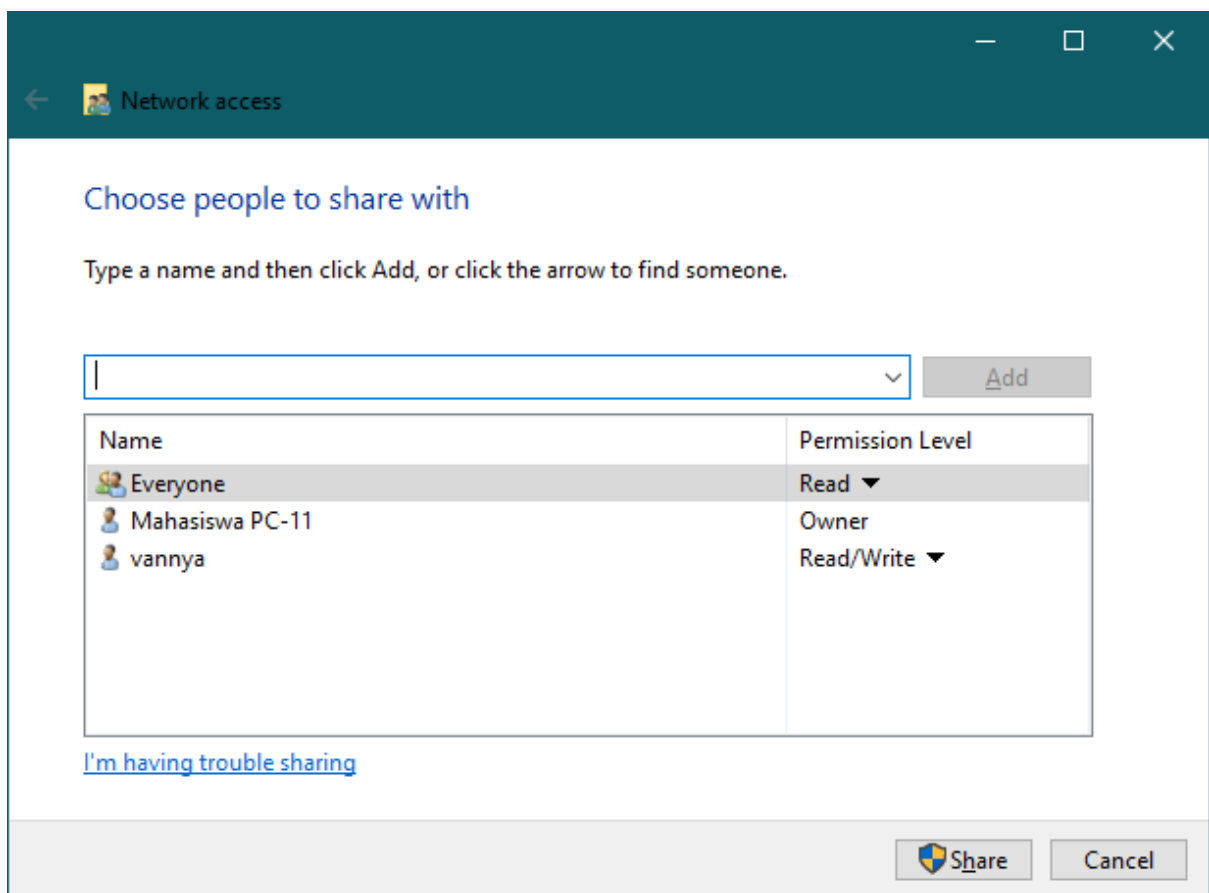 Network access
Choose people to share with
Type a name and then click Add, or click the arrow to find someone.
Add
Name Permission Level
Everyone Read
Mahasiswa PC-11 Owner
vannya Read/Write
I'm having trouble sharing
Share Cancel